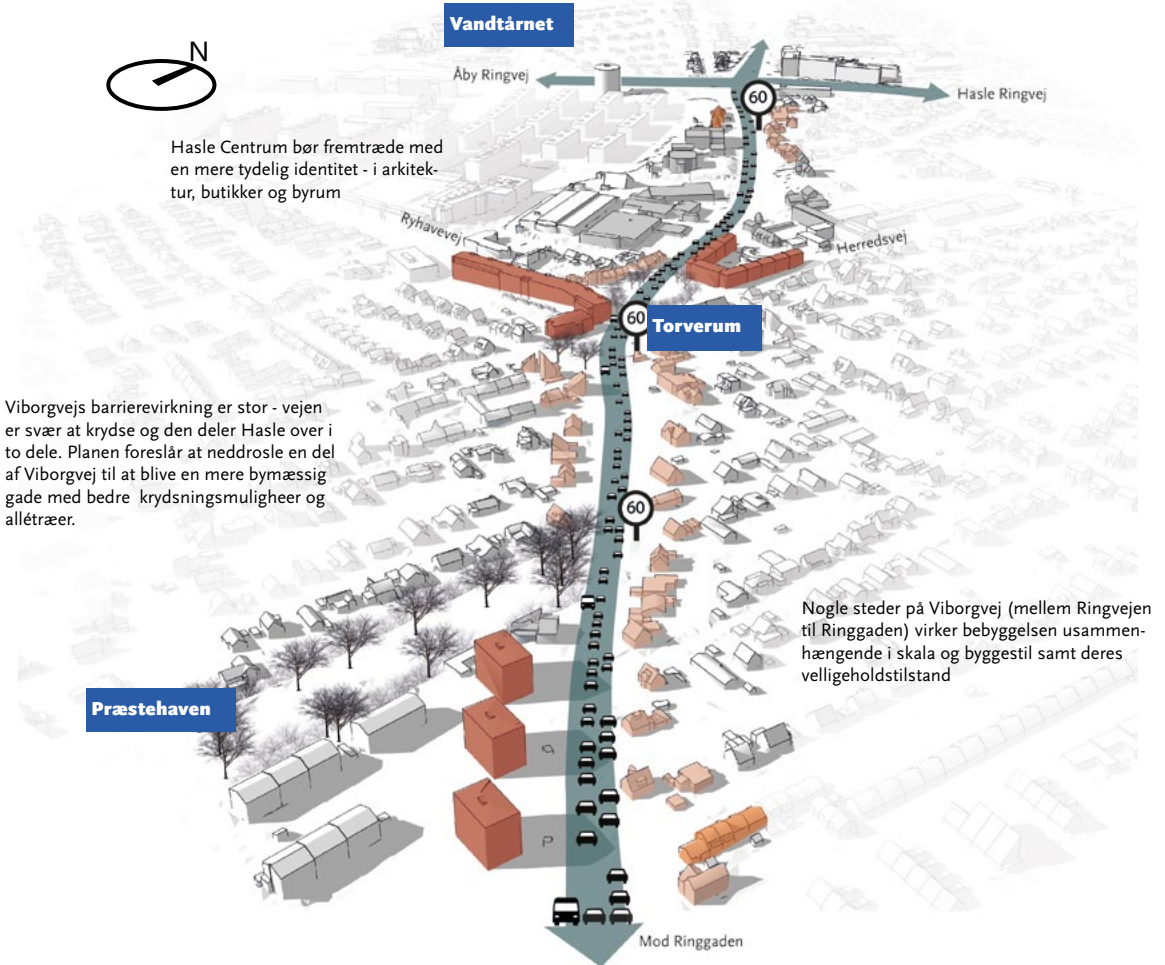 Vandtårnet
N
Åby Ringvej
Hasle Ringvej
60
Hasle Centrum bør fremtræde med
en mere tydelig identitet - i arkitek-
tur, butikker og byrum
Ryhavevej
Herredsvej
60
Torverum
Viborgvejs barrierevirkning er stor - vejen
er svær at krydse og den deler Hasle over i
to dele. Planen foreslår at neddrosle en del
af Viborgvej til at blive en mere bymæssig
gade med bedre krydsningsmuligheer og
allétræer.
60
Nogle steder på Viborgvej (mellem Ringvejen
til Ringgaden) virker bebyggelsen usammen-
hængende i skala og byggestil samt deres
velligeholdstilstand
Præstehaven
P
Mod Ringgaden